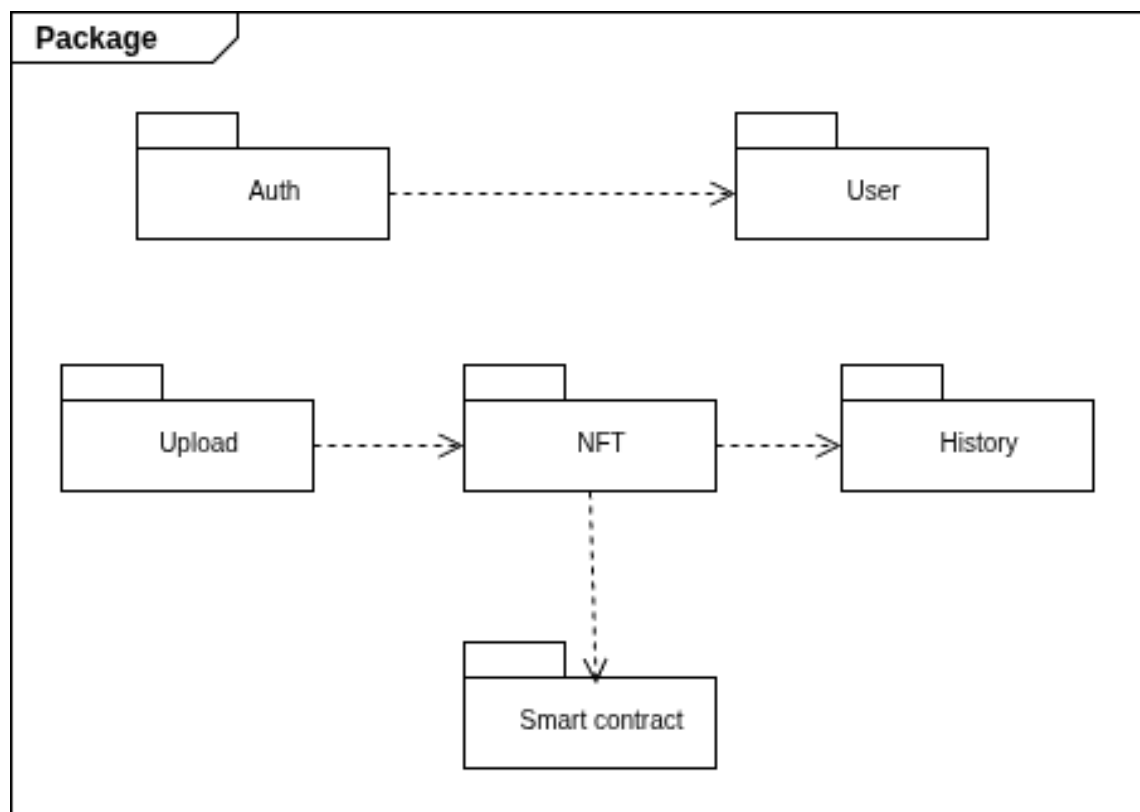 Package
Auth
User
Upload
NFT
History
Smart contract